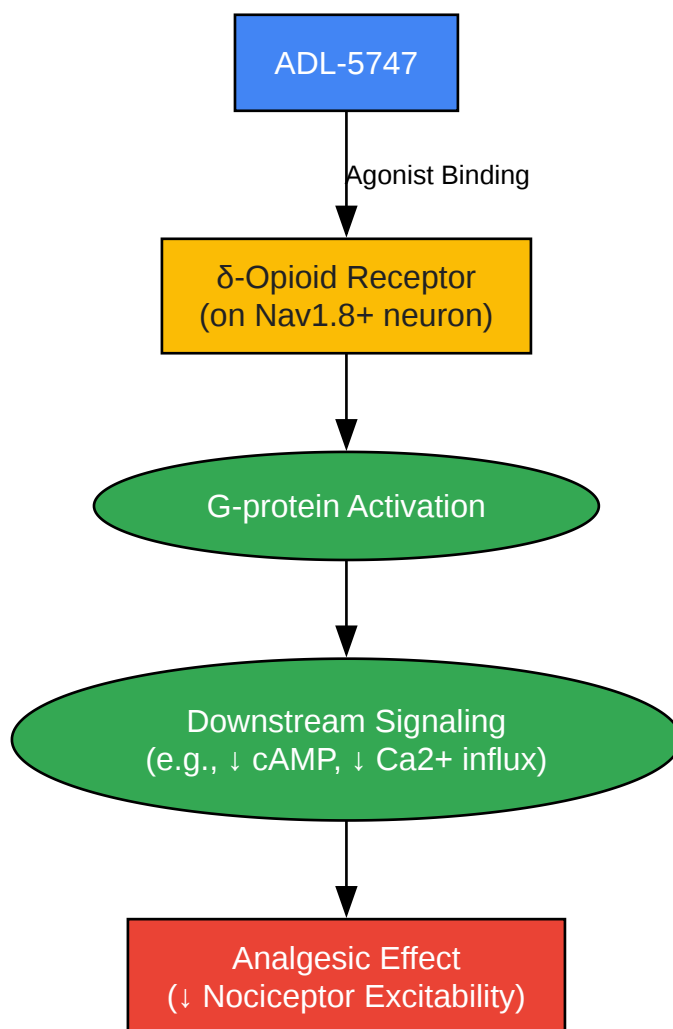 ADL-5747
Agonist Binding
δ-Opioid Receptor
(on Nav1.8+ neuron)
G-protein Activation
Downstream Signaling
(e.g., ↓ cAMP, ↓ Ca2+ influx)
Analgesic Effect
(↓ Nociceptor Excitability)